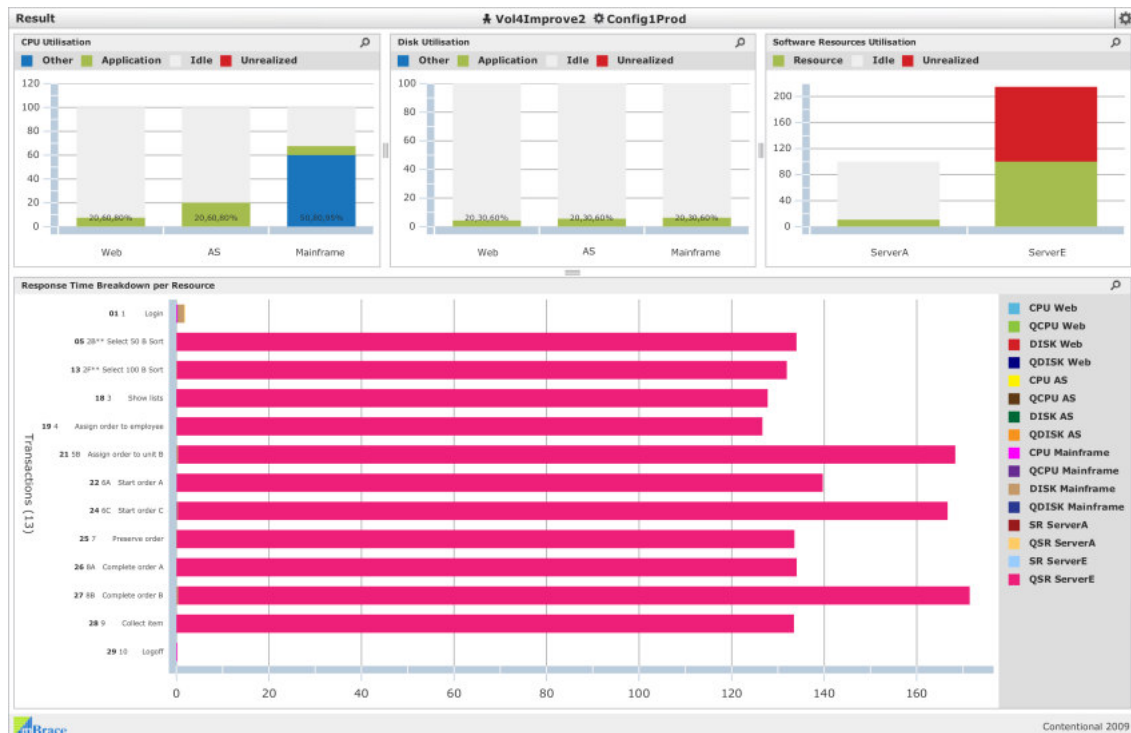 Result
Vol4Improve2 Config1Prod
CPU Utilisation
Other Application Idle Unrealized
120
100
80
60
40
20
0
20,60,80% 20,60,80% 50,80,95%
Web AS Mainframe
Disk Utilisation
Other Application Idle Unrealized
100
80
60
40
20
0
20,30,60% 20,30,60% 20,30,60%
Web AS Mainframe
Software Resources Utilisation
Resource Idle Unrealized
200
160
120
80
40
0
ServerA ServerE
Response Time Breakdown per Resource
Transactions (13)
01 1 Login
05 2B** Select 50 B Sort
13 2F** Select 100 B Sort
18 3 Show lists
19 4 Assign order to employee
21 5B Assign order to unit B
22 6A Start order A
24 6C Start order C
25 7 Preserve order
26 8A Complete order A
27 8B Complete order B
28 9 Collect item
29 10 Logoff
0 20 40 60 80 100 120 140 160
CPU Web
QCPU Web
DISK Web
QDISK Web
CPU AS
QCPU AS
DISK AS
QDISK AS
CPU Mainframe
QCPU Mainframe
DISK Mainframe
QDISK Mainframe
SR ServerA
QSR ServerA
SR ServerE
QSR ServerE
Contentional 2009